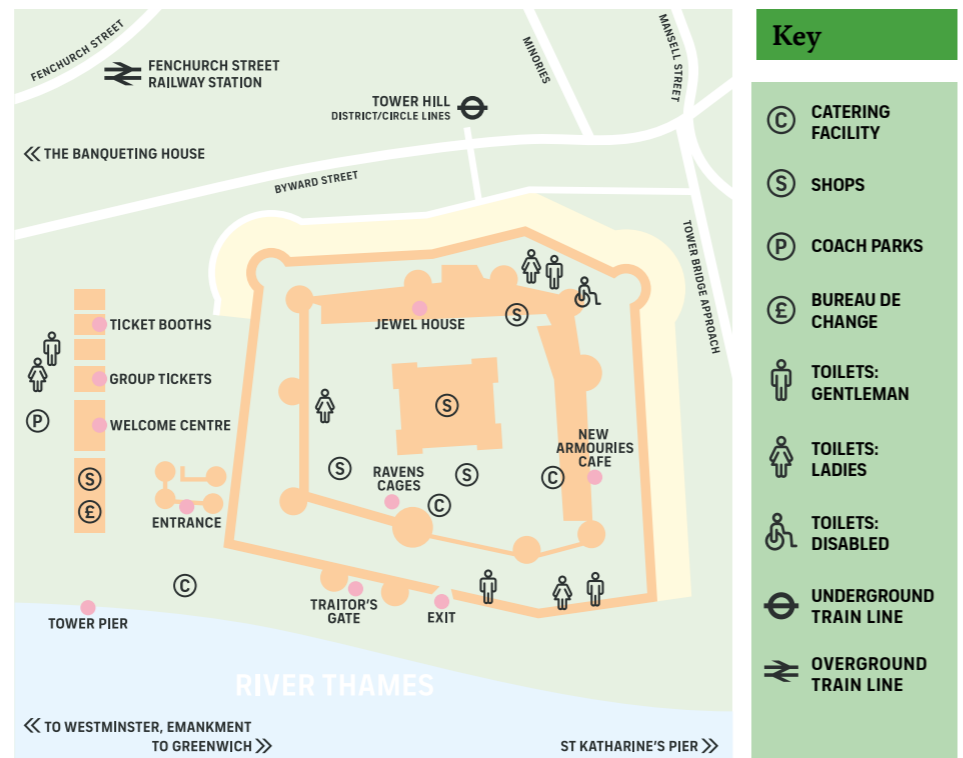 FENCHURCH STREET
FENCHURCH STREET
RAILWAY STATION
MINORIES
MANSELL STREET
TOWER HILL
DISTRICT/CIRCLE LINES
THE BANQUETING HOUSE
BYWARD STREET
TOWER BRIDGE APPROACH
TICKET BOOTHS
JEWEL HOUSE
S
GROUP TICKETS
P
WELCOME CENTRE
S
NEW
ARMOURIES
CAFE
S
£
S
RAVENS
CAGES
S
C
C
ENTRANCE
C
TOWER PIER
TRAITOR'S
GATE
EXIT
RIVER THAMES
TO WESTMINSTER, EMANKMENT
TO GREENWICH
ST KATHARINE'S PIER
Key
C
CATERING
FACILITY
S
SHOPS
P
COACH PARKS
£
BUREAU DE
CHANGE
TOILETS:
GENTLEMAN
TOILETS:
LADIES
TOILETS:
DISABLED
UNDERGROUND
TRAIN LINE
OVERGROUND
TRAIN LINE